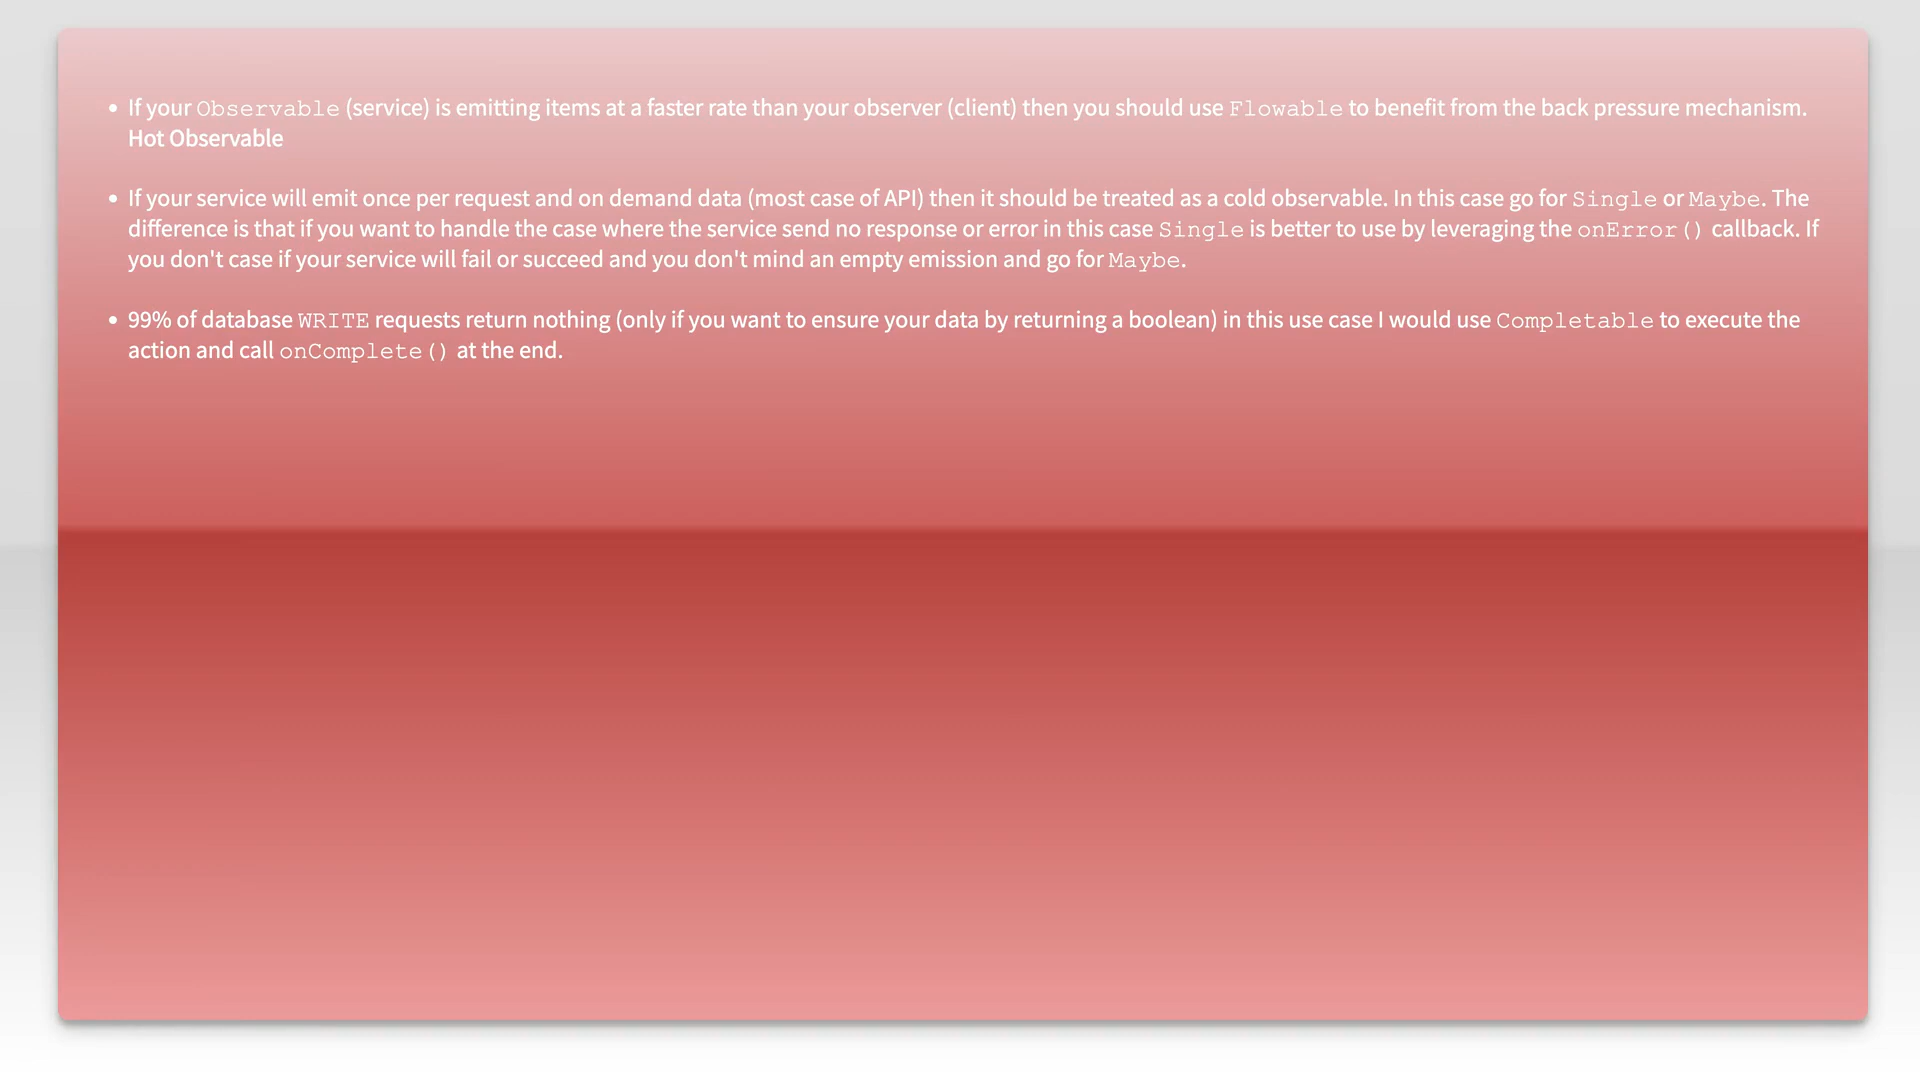 • If your Observable (service) is emitting items at a faster rate than your observer (client) then you should use Flowable to benefit from the back pressure mechanism.
Hot Observable
• If your service will emit once per request and on demand data (most case of API) then it should be treated as a cold observable. In this case go for Single or Maybe. The
difference is that if you want to handle the case where the service send no response or error in this case Single is better to use by leveraging the onError() callback. If
you don't case if your service will fail or succeed and you don't mind an empty emission and go for Maybe.
• 99% of database WRITE requests return nothing (only if you want to ensure your data by returning a boolean) in this use case I would use Completable to execute the
action and call onComplete() at the end.